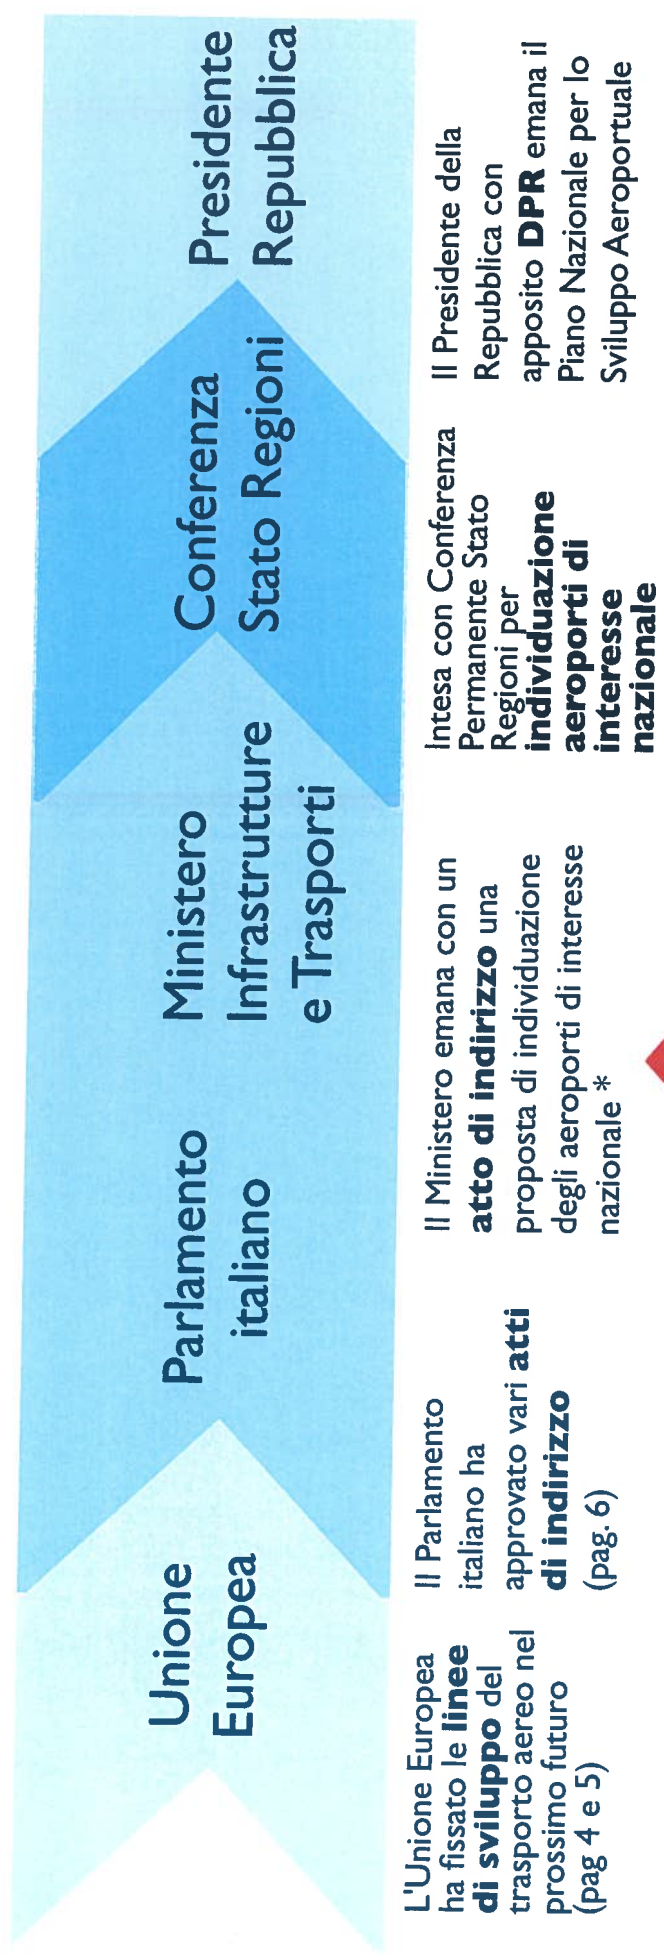 Unione
Europea
Parlamento
italiano
Ministero
Infrastrutture
e Trasporti
Conferenza
Stato Regioni
Presidente
Repubblica
L'Unione Europea
ha fissato le linee
di sviluppo del
trasporto aereo nel
prossimo futuro
(pag 4 e 5)
Il Parlamento
italiano ha
approvato vari atti
di indirizzo
(pag. 6)
Il Ministero emana con un
atto di indirizzo una
proposta di individuazione
degli aeroporti di interesse
nazionale *
Intesa con Conferenza
Permanente Stato
Regioni per
individuazione
aeroporti di
interesse
nazionale
Il Presidente della
Repubblica con
apposito DPR emana il
Piano Nazionale per lo
Sviluppo Aeroportuale